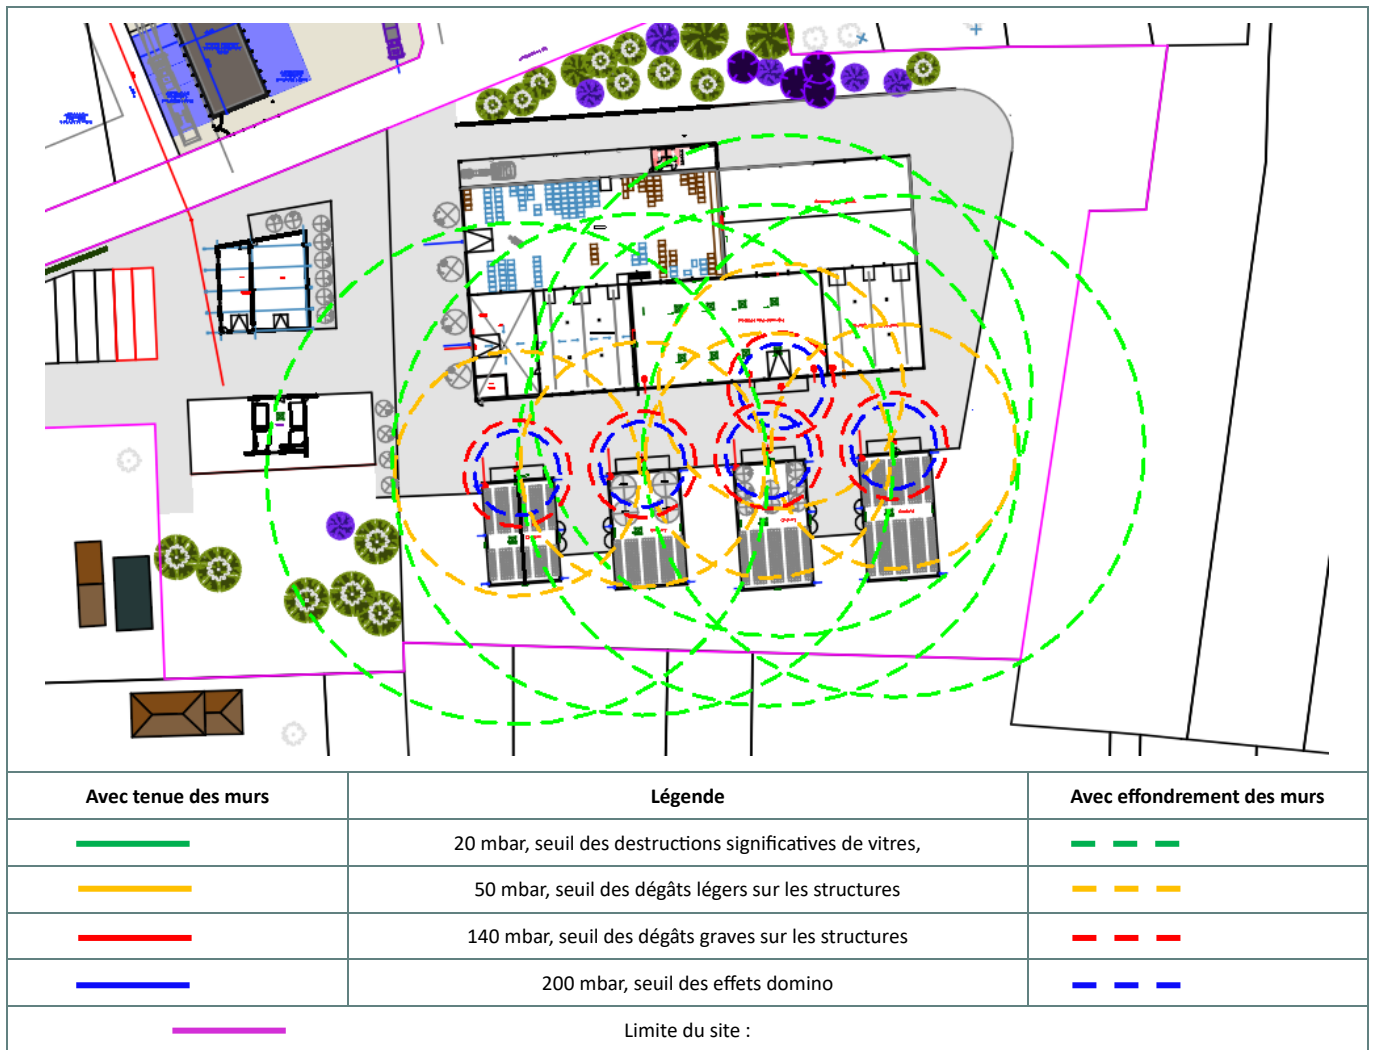 Avec tenue des murs
Légende
Avec effondrement des murs
20 mbar, seuil des destructions significatives de vitres,
50 mbar, seuil des dégâts légers sur les structures
140 mbar, seuil des dégâts graves sur les structures
200 mbar, seuil des effets domino
Limite du site :